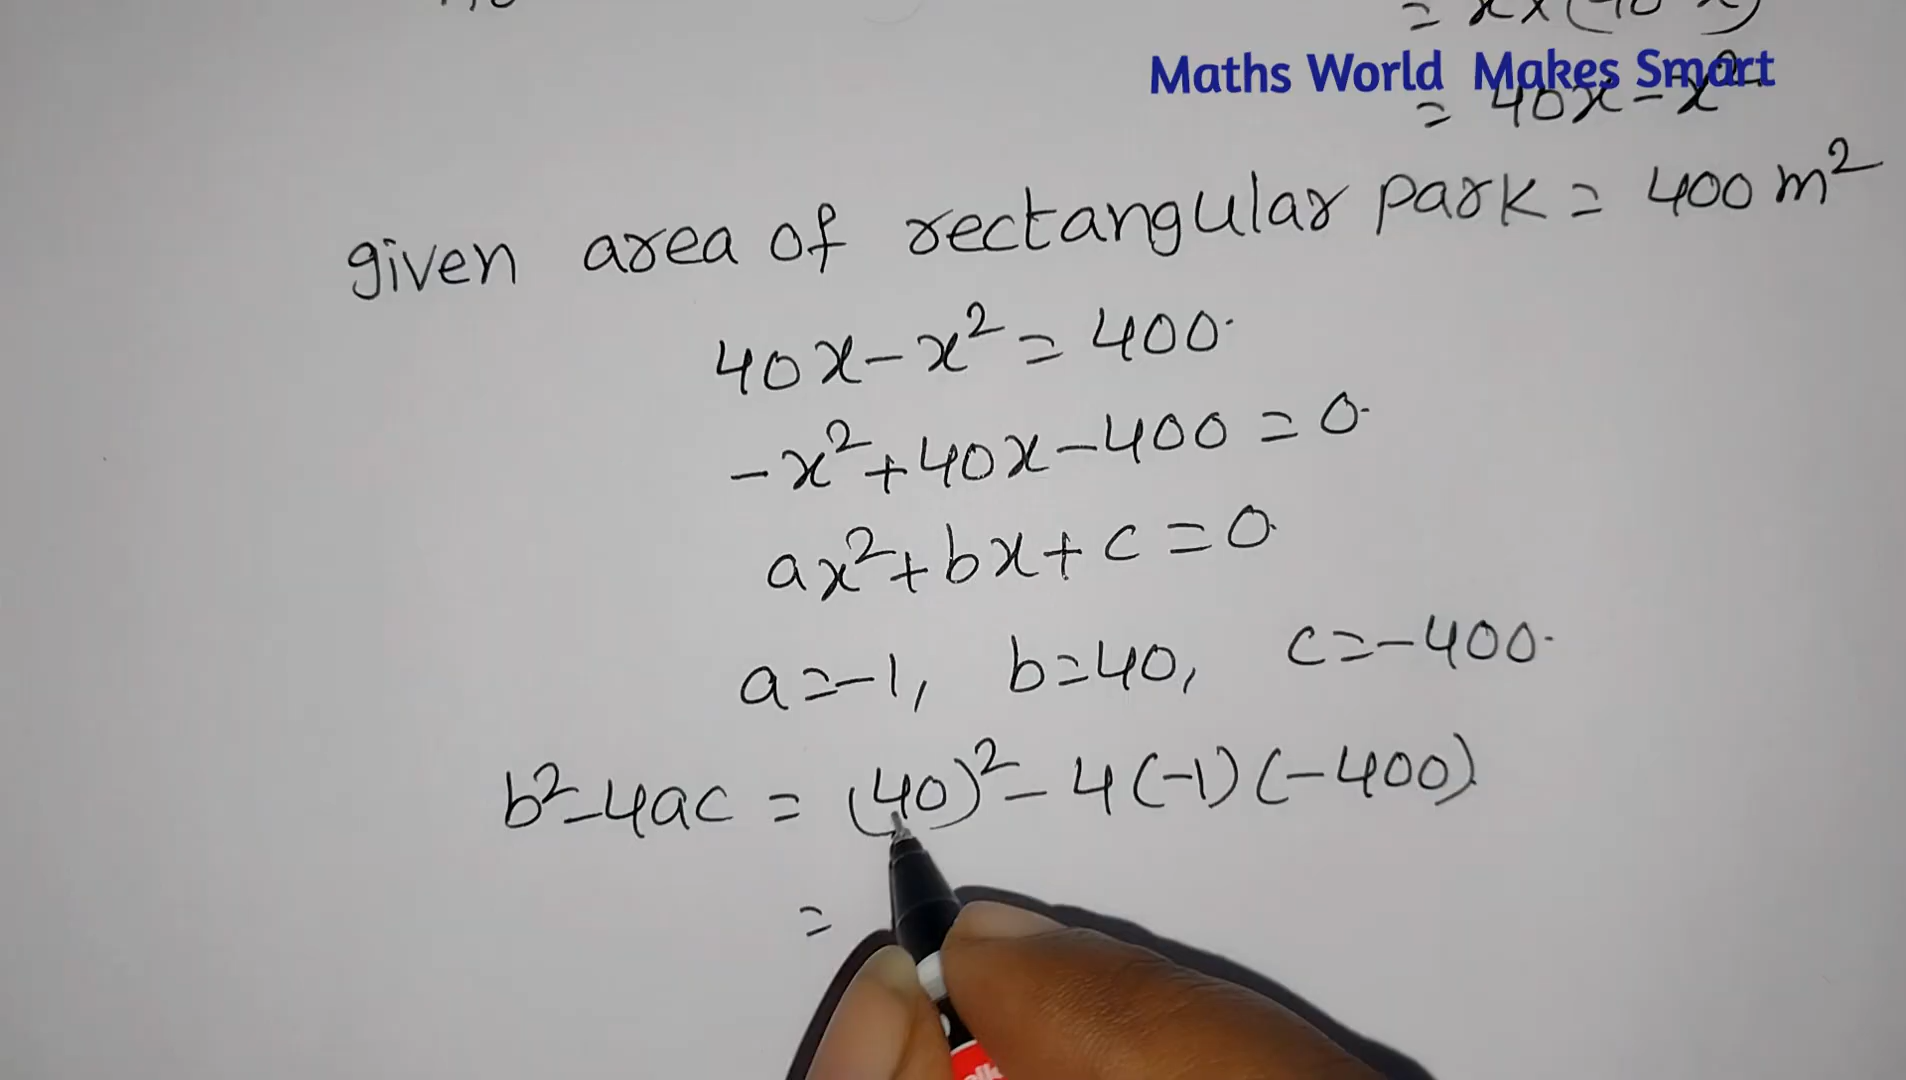 = x×(40-x)
Maths World Makes Smart
= 40x-x²
given area of rectangular park = 400 m²
40x-x² = 400.
-x²+40x-400 = 0.
ax²+bx+c = 0.
a=-1, b=40, c=-400.
b²-4ac = (40)²-4(-1)(-400).
=